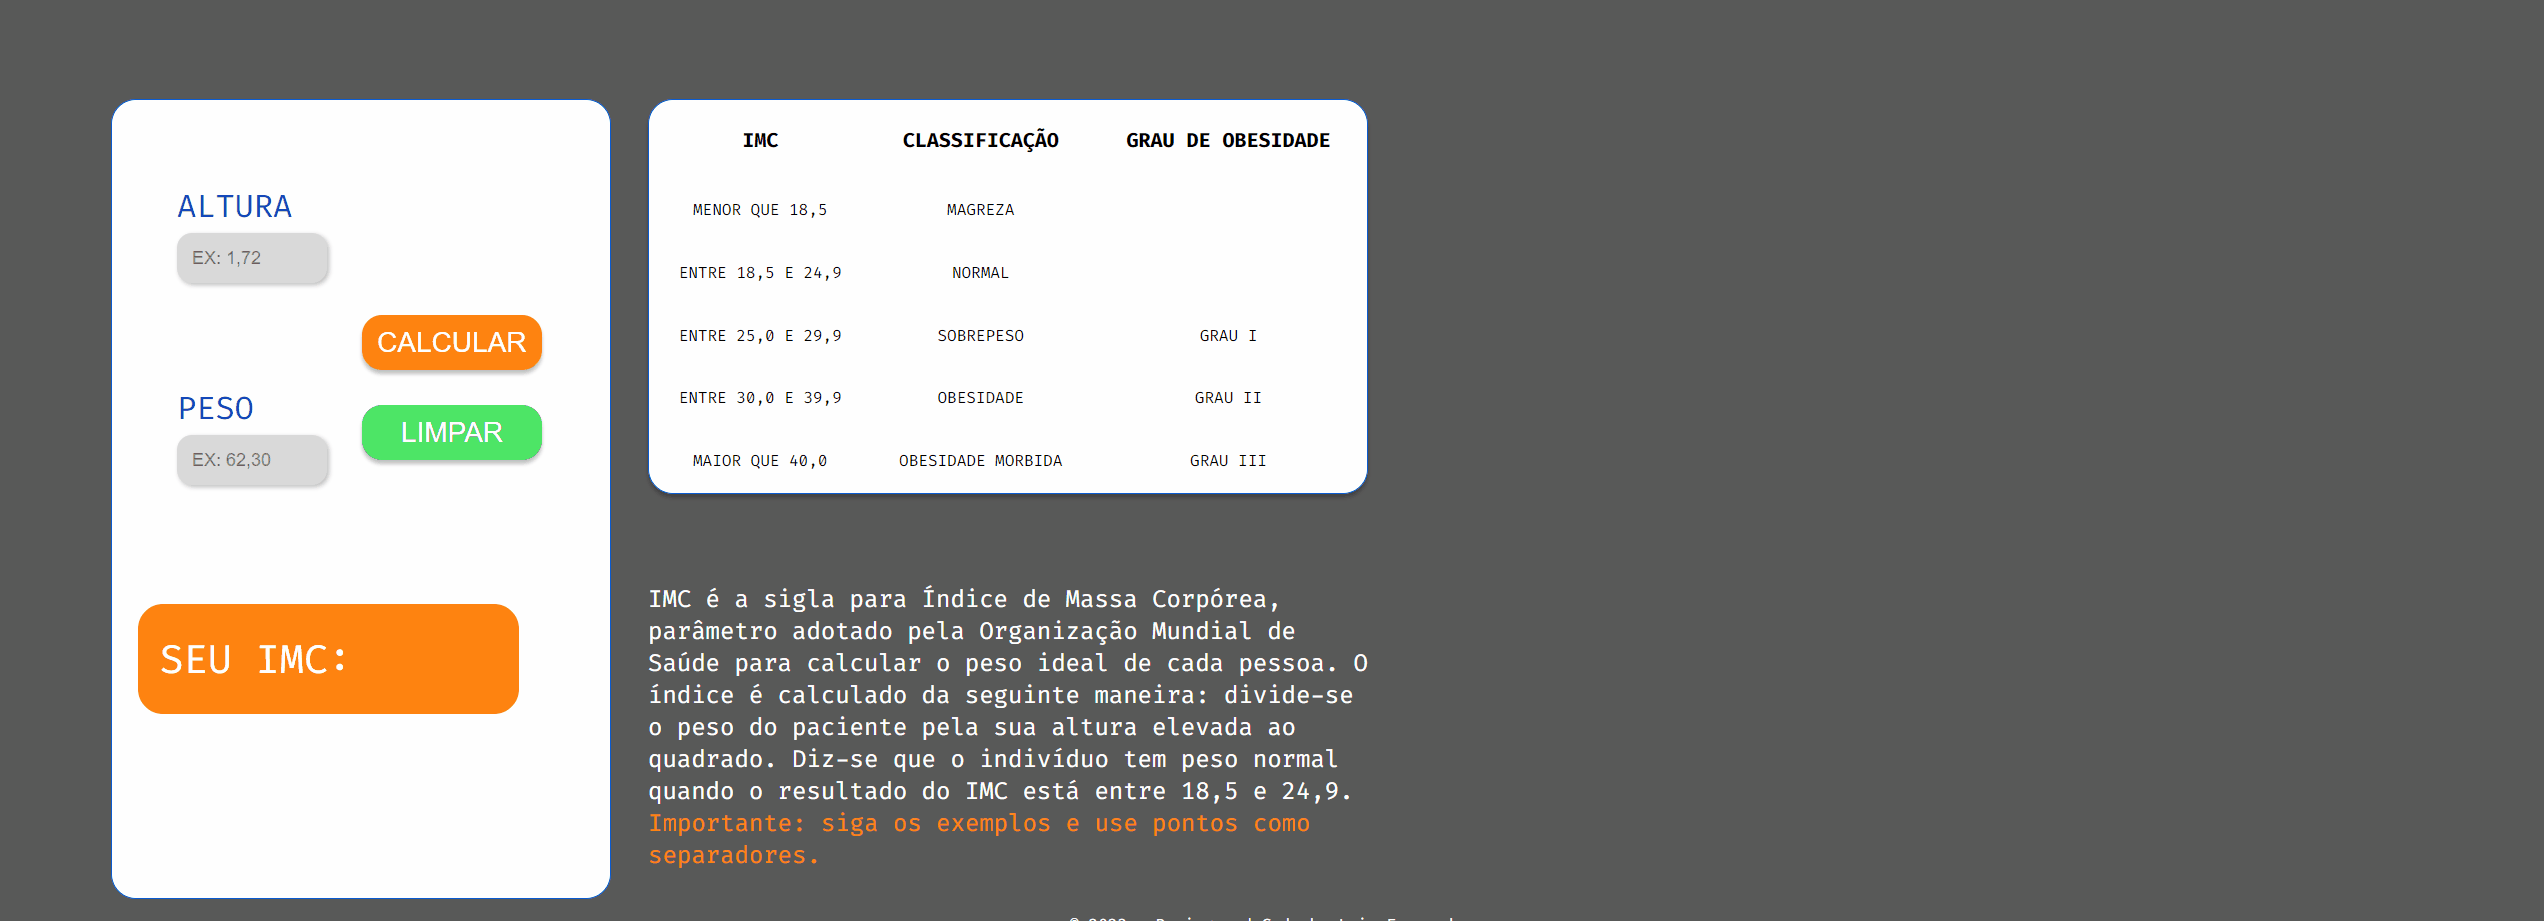 ALTURA
EX: 1,72
CALCULAR
PESO
EX: 62,30
LIMPAR
SEU IMC:
IMC CLASSIFICAÇÃO GRAU DE OBESIDADE
MENOR QUE 18,5 MAGREZA
ENTRE 18,5 E 24,9 NORMAL
ENTRE 25,0 E 29,9 SOBREPESO GRAU I
ENTRE 30,0 E 39,9 OBESIDADE GRAU II
MAIOR QUE 40,0 OBESIDADE MORBIDA GRAU III
IMC é a sigla para Índice de Massa Corpórea,
parâmetro adotado pela Organização Mundial de
Saúde para calcular o peso ideal de cada pessoa. O
índice é calculado da seguinte maneira: divide-se
o peso do paciente pela sua altura elevada ao
quadrado. Diz-se que o indivíduo tem peso normal
quando o resultado do IMC está entre 18,5 e 24,9.
Importante: siga os exemplos e use pontos como
separadores.